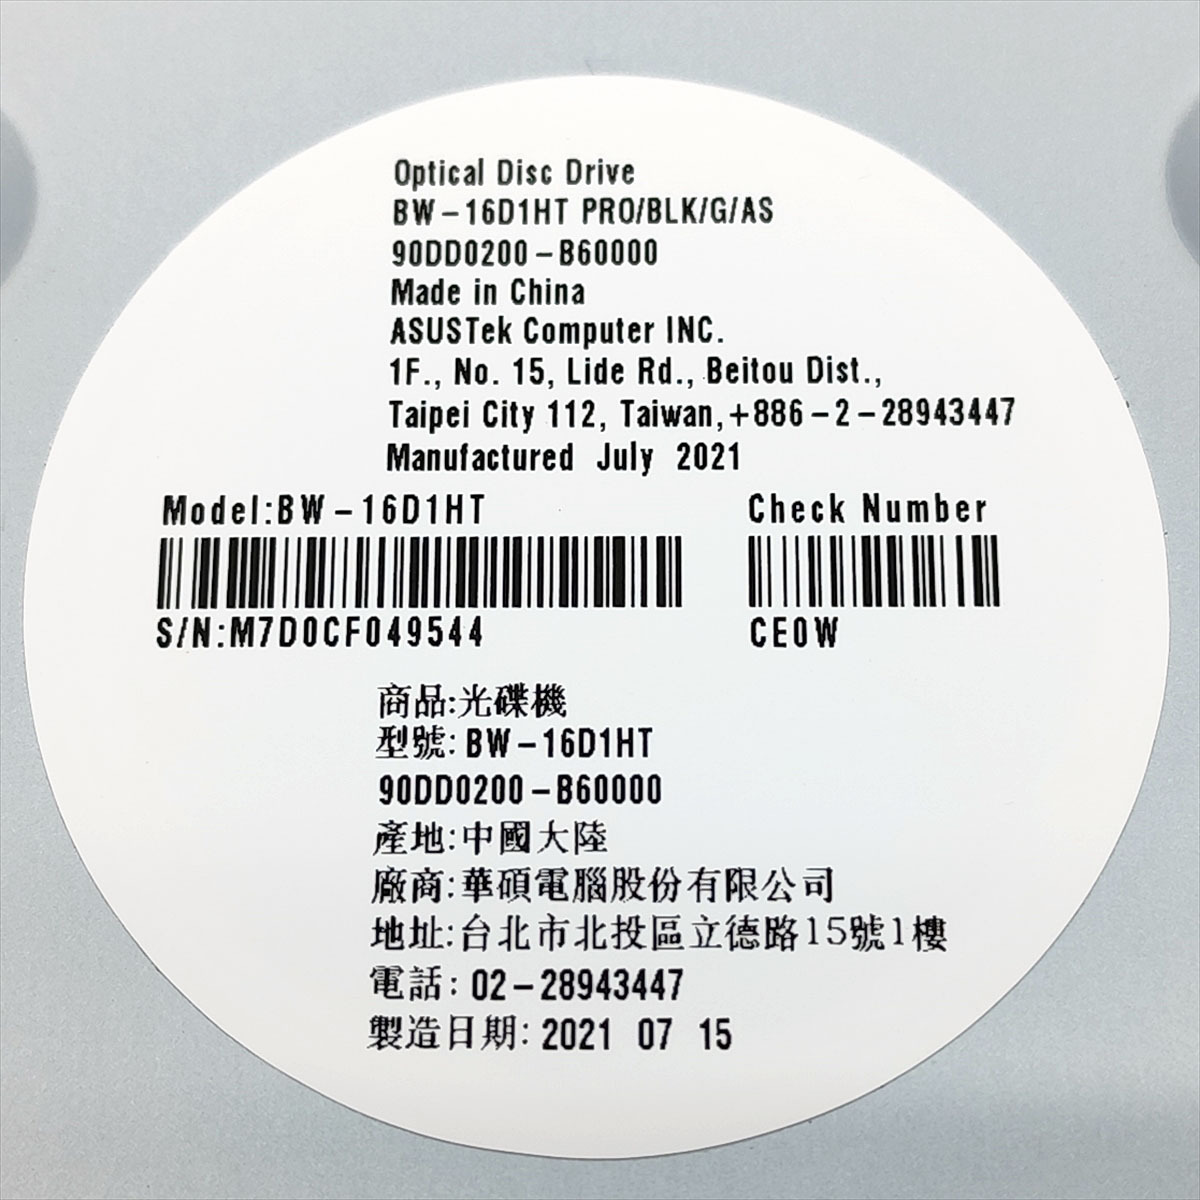 Optical Disc Drive
BW-16D1HT PRO/BLK/G/AS
90DD0200-B60000
Made in China
ASUSTek Computer INC.
1F., No. 15, Lide Rd., Beitou Dist.,
Taipei City 112, Taiwan,+886-2-28943447
Manufactured July 2021
Model:BW-16D1HT
S/N:M7D0CF049544
Check Number
CE0W
商品:光碟機
型號:BW-16D1HT
90DD0200-B60000
產地:中國大陸
廠商:華碩電腦股份有限公司
地址:台北市北投區立德路15號1樓
電話: 02-28943447
製造日期: 2021 07 15